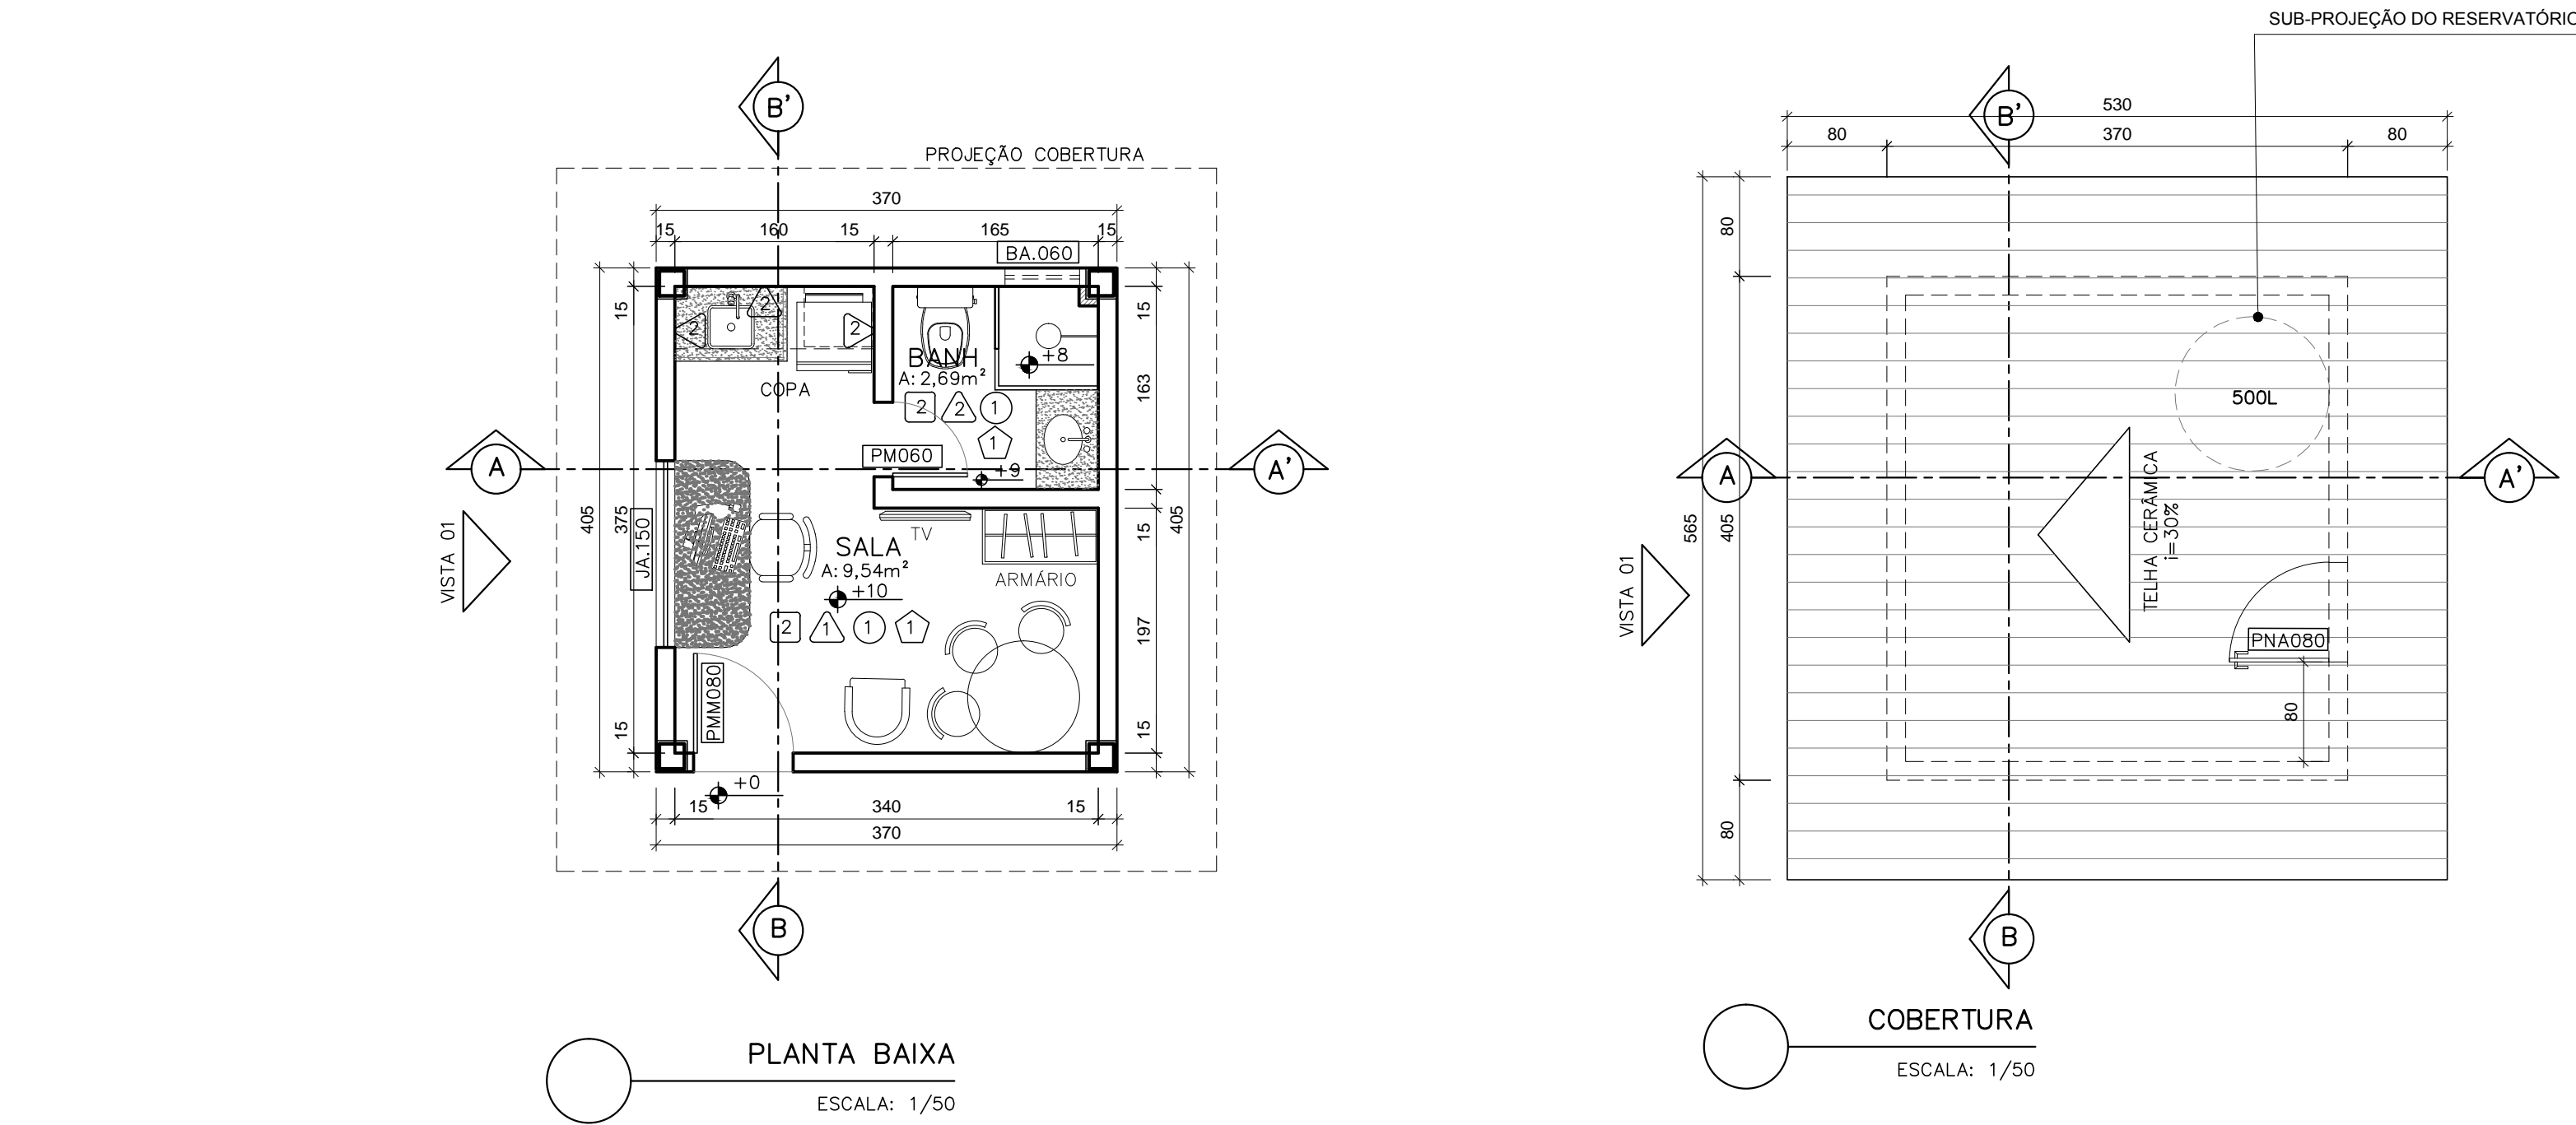 SUB-PROJEÇÃO DO RESERVATÓRIO
B'
PROJEÇÃO COBERTURA
370
15 160 15 165 15
BA.060
15
15
2
2
2
COPA
BANH
A: 2,69m²
+8
2 2 1
1
163
PM060
+9
A
A'
405
375
JA.150
VISTA 01
TV
SALA
A: 9,54m²
+10
ARMÁRIO
2 1 1 1
15
405
197
PMM080
15
15
+0
15 340 15
370
B
PLANTA BAIXA
ESCALA: 1/50
B'
530
80 370 80
80
500L
A
A'
565
405
TELHA CERÂMICA
i=30%
VISTA 01
PNA080
80
80
B
COBERTURA
ESCALA: 1/50